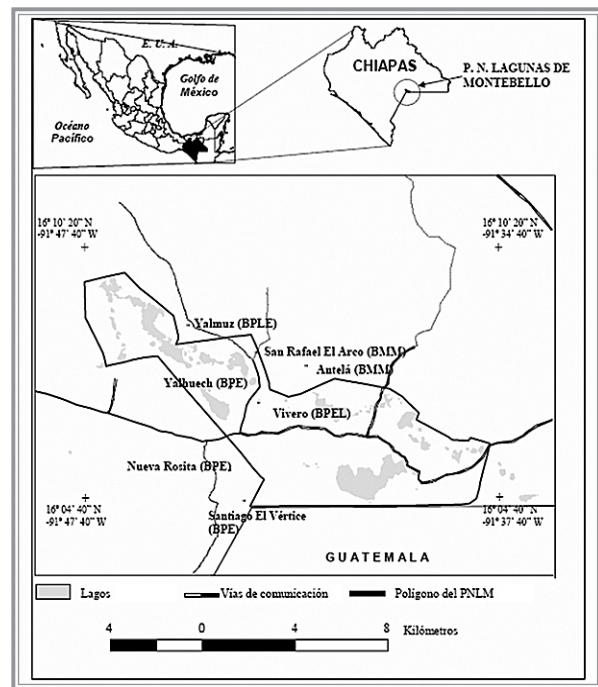 E. U. A.
Golfo de
México
Océano
Pacífico
CHIAPAS
P. N. LAGUNAS DE
MONTEBELLO
16° 10' 20" N
-91° 47' 40" W
16° 10' 20" N
-91° 34' 40" W
Yalmuz (BPLE)
San Rafael El Arco (BMM)
Antelá (BMM)
Yalhuech (BPE)
Vivero (BPEL)
Nueva Rosita (BPE)
16° 04' 40" N
-91° 47' 40" W
Santiago El Vértice
(BPE)
16° 04' 40" N
-91° 37' 40" W
GUATEMALA
Lagos
Vías de comunicación
Polígono del PNLM
4 0 4 8 Kilómetros